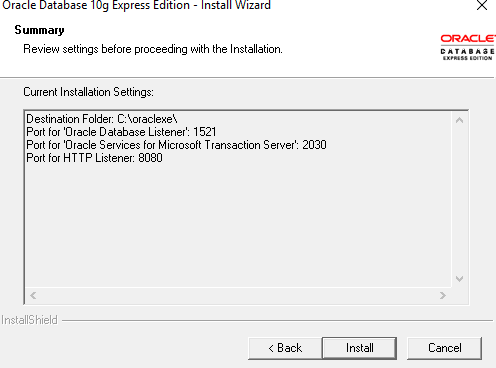 Oracle Database 10g Express Edition - Install Wizard
Summary
Review settings before proceeding with the Installation.
ORACLE
DATABASE
EXPRESS EDITION
Current Installation Settings:
Destination Folder: C:\oraclexe\
Port for 'Oracle Database Listener': 1521
Port for 'Oracle Services for Microsoft Transaction Server': 2030
Port for HTTP Listener: 8080
InstallShield
< Back
Install
Cancel